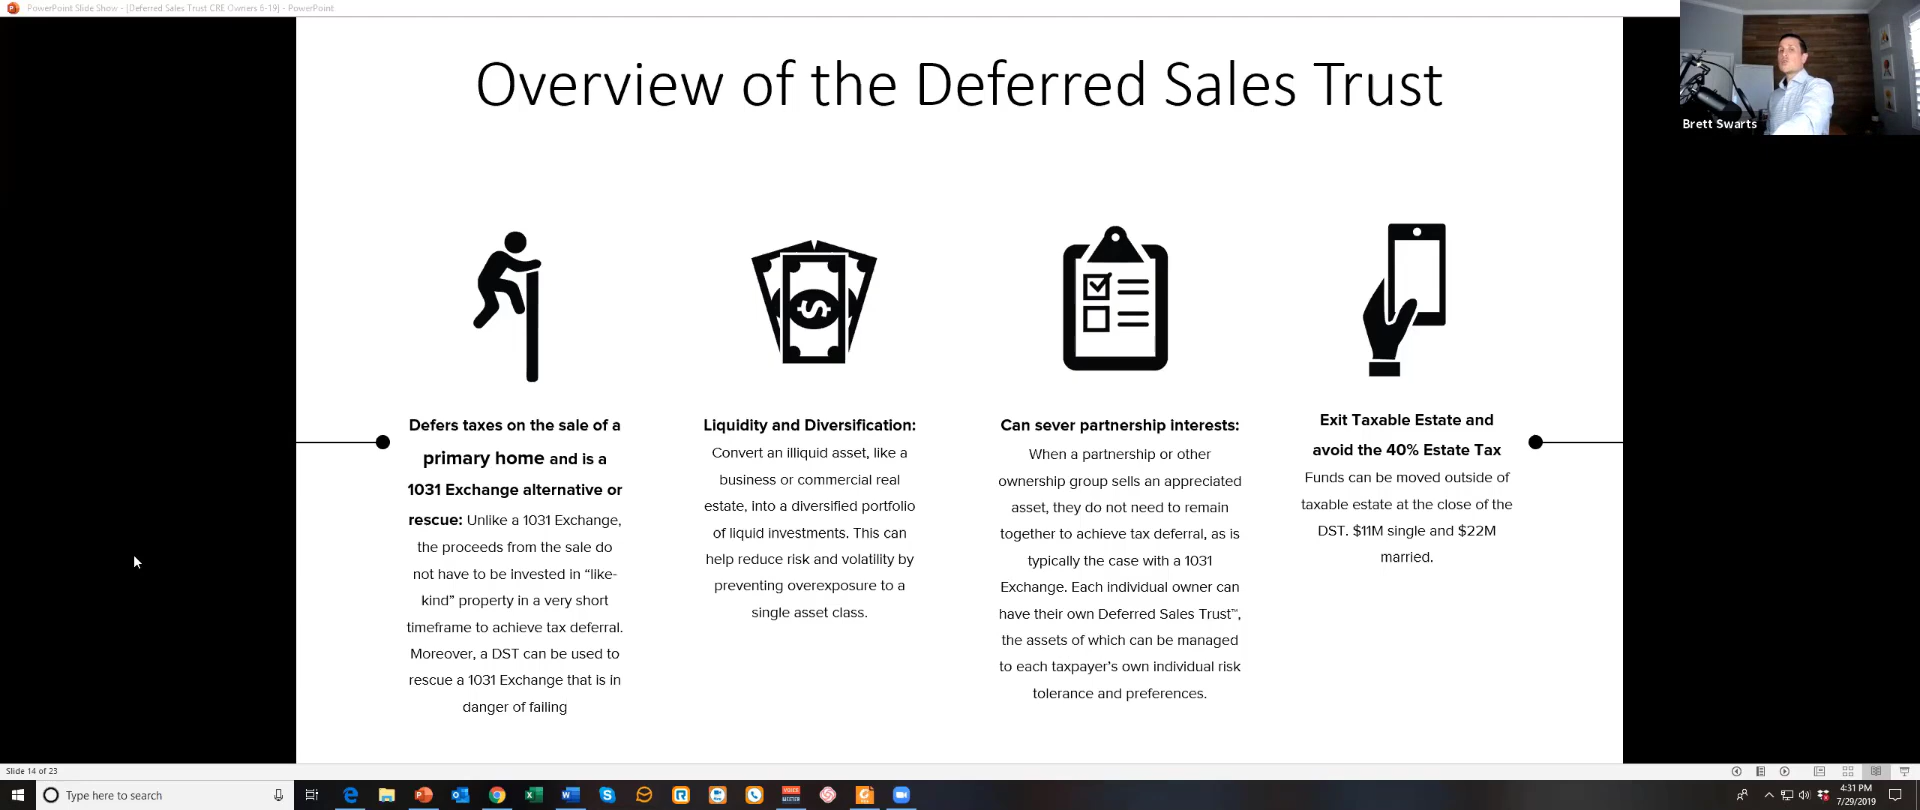 PowerPoint Slide Show - [Deferred Sales Trust CRE Owners 6-19] - PowerPoint
Brett Swarts
Overview of the Deferred Sales Trust
Defers taxes on the sale of a
primary home and is a
1031 Exchange alternative or
rescue: Unlike a 1031 Exchange,
the proceeds from the sale do
not have to be invested in “like-
kind” property in a very short
timeframe to achieve tax deferral.
Moreover, a DST can be used to
rescue a 1031 Exchange that is in
danger of failing
Liquidity and Diversification:
Convert an illiquid asset, like a
business or commercial real
estate, into a diversified portfolio
of liquid investments. This can
help reduce risk and volatility by
preventing overexposure to a
single asset class.
Can sever partnership interests:
When a partnership or other
ownership group sells an appreciated
asset, they do not need to remain
together to achieve tax deferral, as is
typically the case with a 1031
Exchange. Each individual owner can
have their own Deferred Sales Trust™,
the assets of which can be managed
to each taxpayer’s own individual risk
tolerance and preferences.
Exit Taxable Estate and
avoid the 40% Estate Tax
Funds can be moved outside of
taxable estate at the close of the
DST. $11M single and $22M
married.
Slide 14 of 23
Type here to search
4:31 PM
7/29/2019